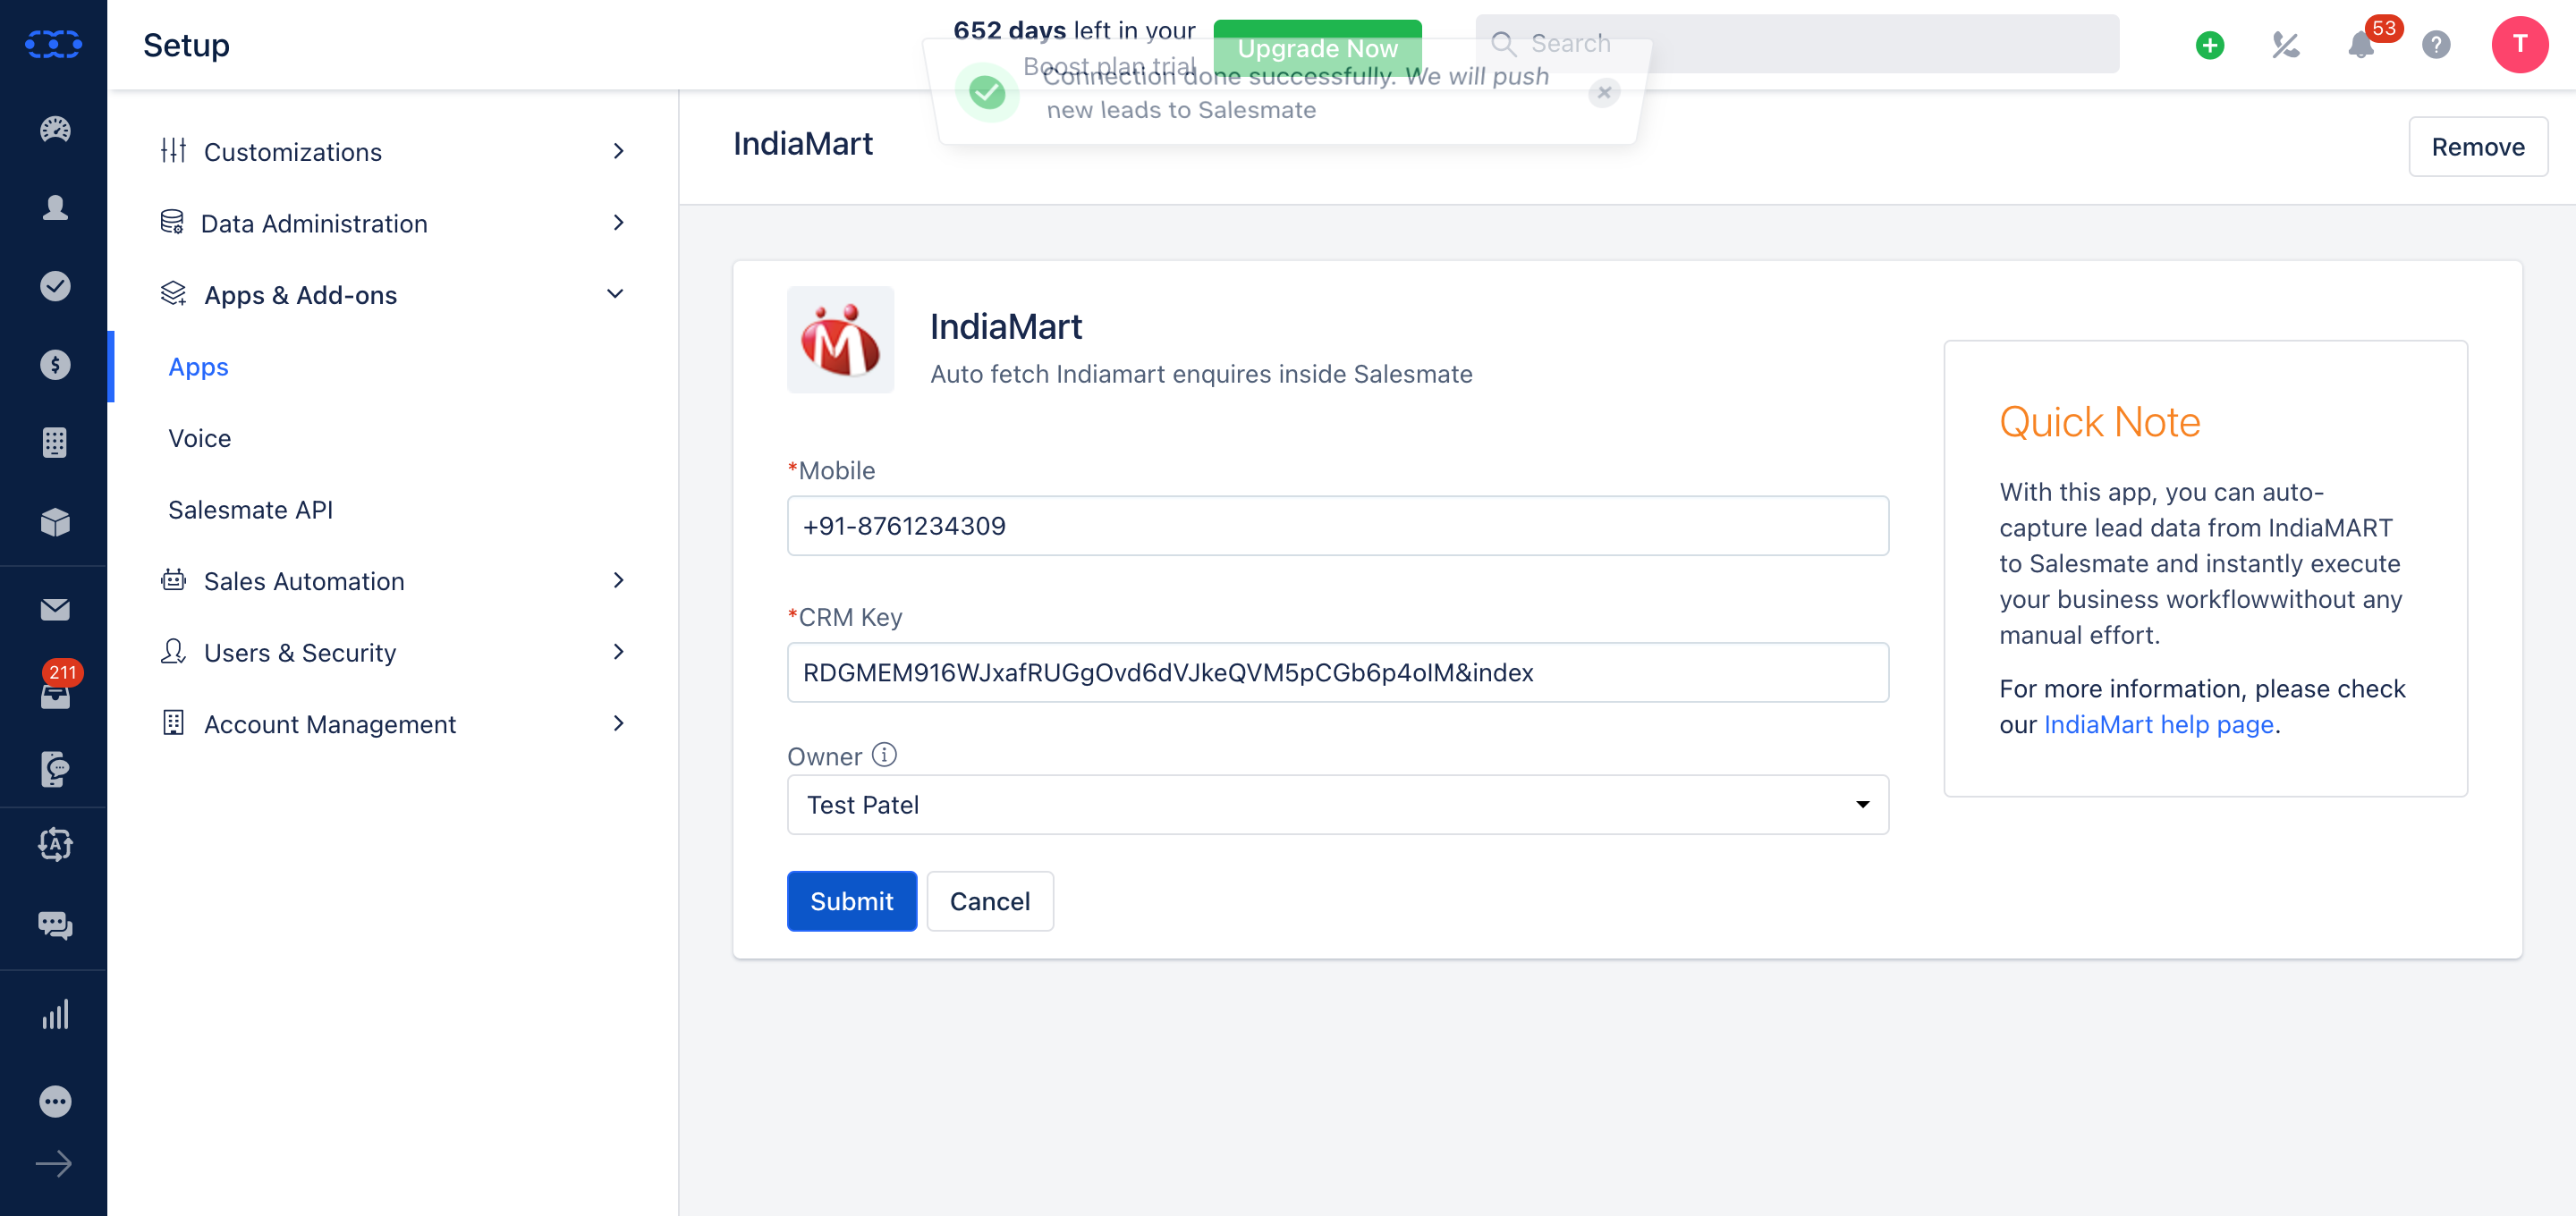 Setup
652 days left in your
Boost plan trial
Upgrade Now
Search
53
?
T
Connection done successfully. We will push
new leads to Salesmate
Customizations
Data Administration
Apps & Add-ons
Apps
Voice
Salesmate API
Sales Automation
Users & Security
Account Management
211
A
IndiaMart
Remove
M
IndiaMart
Auto fetch Indiamart enquires inside Salesmate
*Mobile
+91-8761234309
*CRM Key
RDGMEM916WJxafRUGgOvd6dVJkeQVM5pCGb6p4oIM&index
Owner
Test Patel
Submit
Cancel
Quick Note
With this app, you can auto-
capture lead data from IndiaMART
to Salesmate and instantly execute
your business workflowwithout any
manual effort.
For more information, please check
our IndiaMart help page.